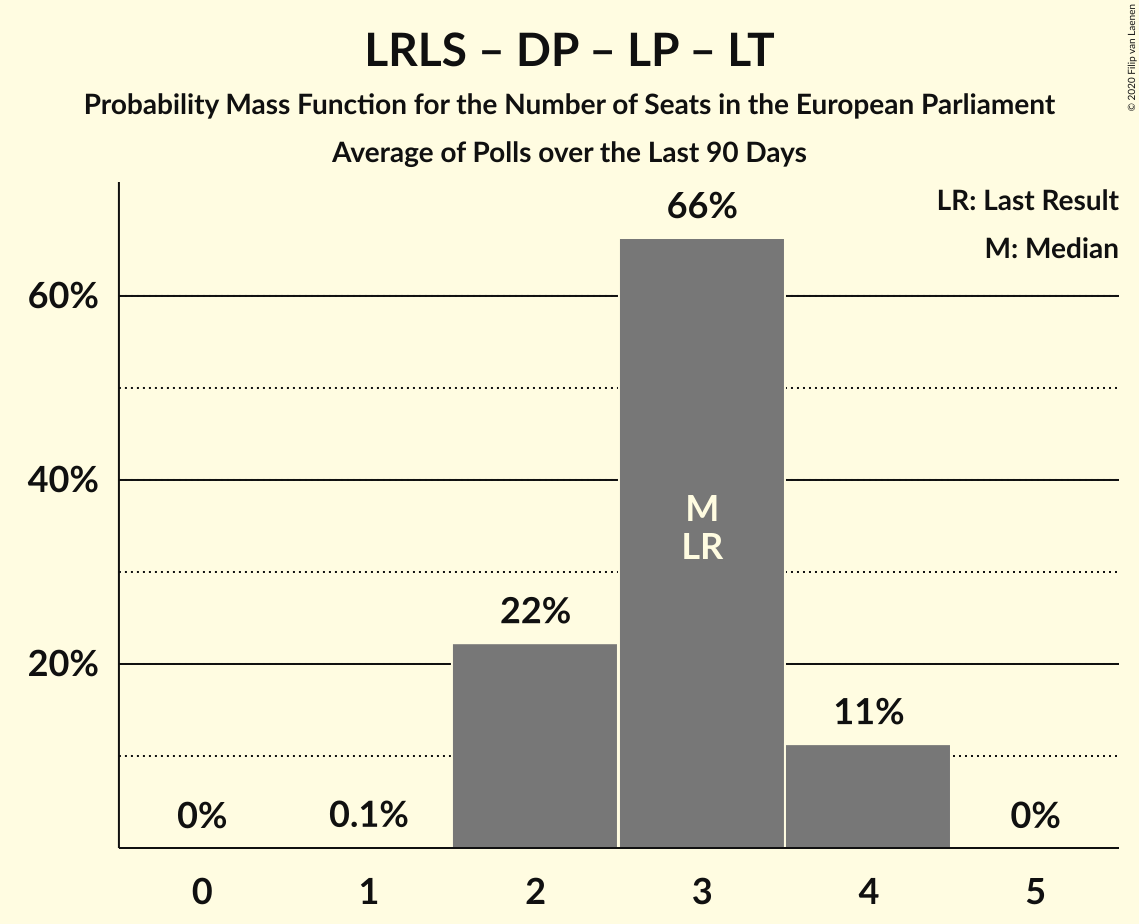 LRLS – DP – LP – LT
Probability Mass Function for the Number of Seats in the European Parliament
Average of Polls over the Last 90 Days
© 2020 Filip van Laenen
LR: Last Result
M: Median
66%
60%
40%
M
LR
22%
20%
11%
0%
0.1%
0%
0 1 2 3 4 5